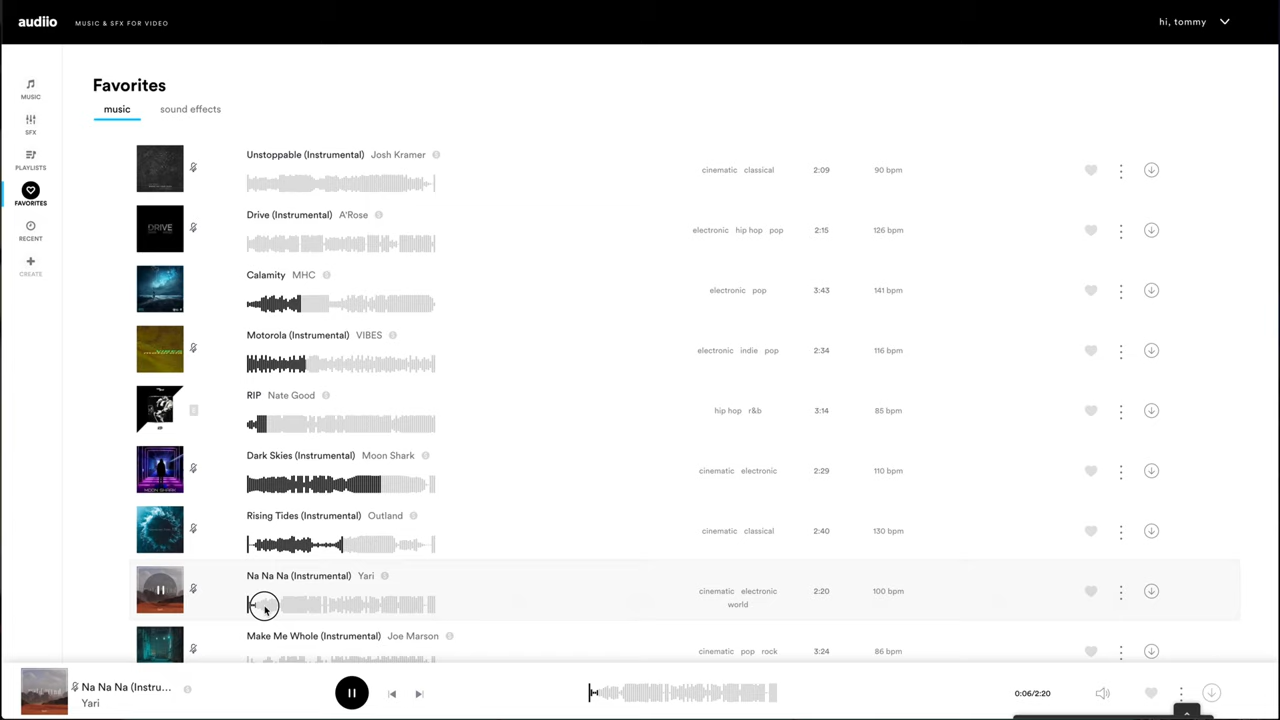 audiio MUSIC & SFX FOR VIDEO hi, tommy
MUSIC
SFX
PLAYLISTS
FAVORITES
RECENT
CREATE
Favorites
music sound effects
Unstoppable (Instrumental) Josh Kramer cinematic classical 2:09 90 bpm
Drive (Instrumental) A'Rose electronic hip hop pop 2:15 126 bpm
DRIVE
Calamity MHC electronic pop 3:43 141 bpm
Motorola (Instrumental) VIBES electronic indie pop 2:34 116 bpm
RIP Nate Good hip hop r&b 3:14 85 bpm
Dark Skies (Instrumental) Moon Shark cinematic electronic 2:29 110 bpm
MOON SHARK
Rising Tides (Instrumental) Outland cinematic classical 2:40 130 bpm
Na Na Na (Instrumental) Yari cinematic electronic 2:20 100 bpm
world
Make Me Whole (Instrumental) Joe Marson cinematic pop rock 3:24 86 bpm
Na Na Na (Instru... 0:06/2:20
Yari